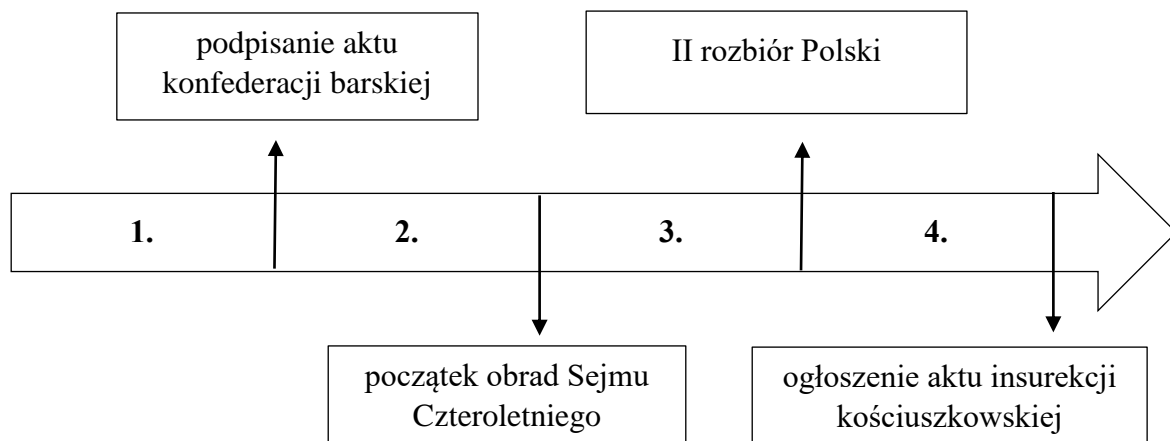 podpisanie aktu
konfederacji barskiej
II rozbiór Polski
1.
2.
3.
4.
początek obrad Sejmu
Czteroletniego
ogłoszenie aktu insurekcji
kościuszkowskiej